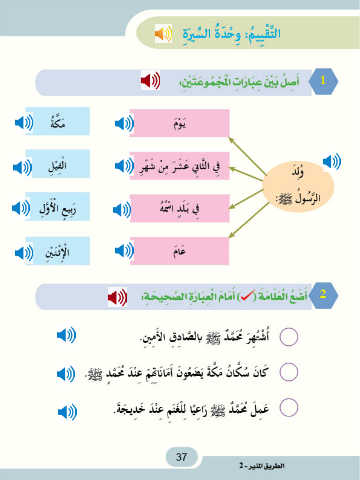 التَّقْيِيمُ: وِحْدَةُ السِّيرَةِ
1 أَصِلُ بَيْنَ عِبَارَاتِ الْمَجْمُوعَتَيْنِ:
وُلِدَ
الرَّسُولُ ﷺ:
يَوْمَ
مَكَّةَ
فِي الثَّانِي عَشَرَ مِنْ شَهْرِ
الْفِيلِ
فِي بَلَدٍ اسْمُهُ
رَبِيعٍ الْأَوَّلِ
عَامَ
الْإِثْنَيْنِ
2 أَضَعُ الْعَلَامَةَ (✓) أَمَامَ الْعِبَارَةِ الصَّحِيحَةِ:
اُشْتُهِرَ مُحَمَّدٌ ﷺ بالصَّادِقِ الأَمِينِ.
كَانَ سُكَّانُ مَكَّةَ يَضَعُونَ أَمَانَاتِهِمْ عِنْدَ مُحَمَّدٍ ﷺ.
عَمِلَ مُحَمَّدٌ ﷺ رَاعِيًا لِلْغَنَمِ عِنْدَ خَدِيجَةَ.
37
الطريق المنير - 2